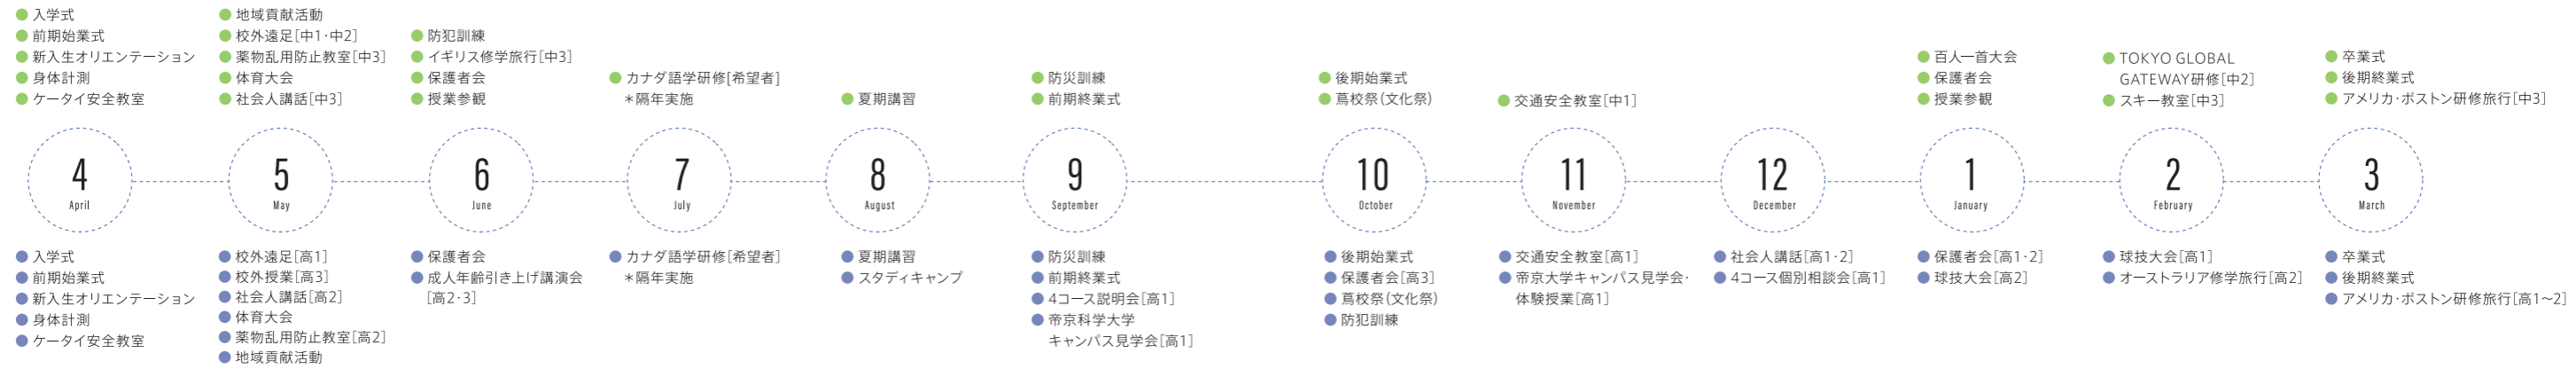 入学式
前期始業式
新入生オリエンテーション
身体計測
ケータイ安全教室
地域貢献活動
校外遠足[中1・中2]
薬物乱用防止教室[中3]
体育大会
社会人講話[中3]
防犯訓練
イギリス修学旅行[中3]
保護者会
授業参観
カナダ語学研修[希望者]
＊隔年実施
夏期講習
防災訓練
前期終業式
後期始業式
蔦校祭(文化祭)
交通安全教室[中1]
百人一首大会
保護者会
授業参観
TOKYO GLOBAL
GATEWAY研修[中2]
スキー教室[中3]
卒業式
後期終業式
アメリカ・ボストン研修旅行[中3]
4
April
5
May
6
June
7
July
8
August
9
September
10
October
11
November
12
December
1
January
2
February
3
March
入学式
前期始業式
新入生オリエンテーション
身体計測
ケータイ安全教室
校外遠足[高1]
校外授業[高3]
社会人講話[高2]
体育大会
薬物乱用防止教室[高2]
地域貢献活動
保護者会
成人年齢引き上げ講演会
[高2・3]
カナダ語学研修[希望者]
＊隔年実施
夏期講習
スタディキャンプ
防災訓練
前期終業式
4コース説明会[高1]
帝京科学大学
キャンパス見学会[高1]
後期始業式
保護者会[高3]
蔦校祭(文化祭)
防犯訓練
交通安全教室[高1]
帝京大学キャンパス見学会・
体験授業[高1]
社会人講話[高1・2]
4コース個別相談会[高1]
保護者会[高1・2]
球技大会[高2]
球技大会[高1]
オーストラリア修学旅行[高2]
卒業式
後期終業式
アメリカ・ボストン研修旅行[高1~2]